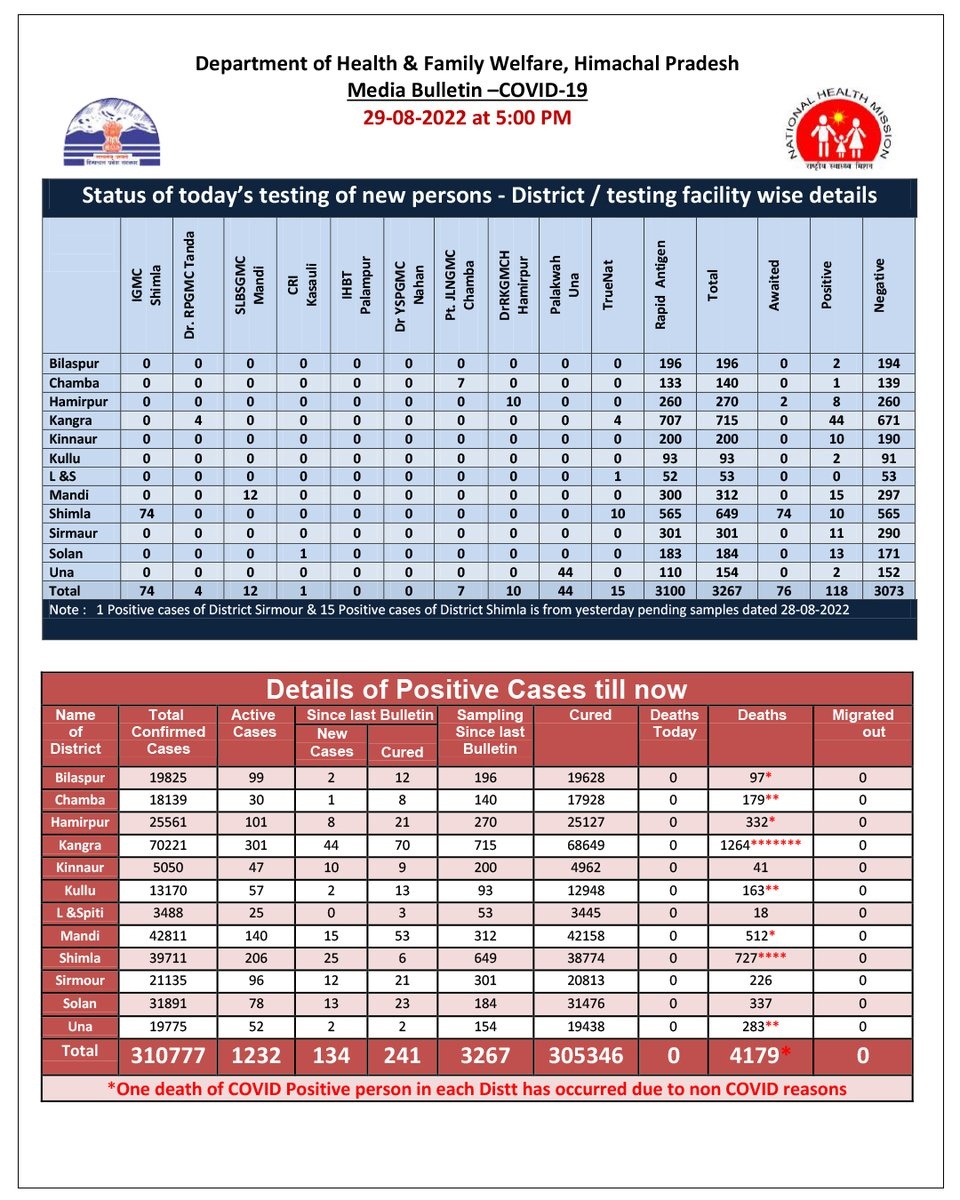 Department of Health & Family Welfare, Himachal Pradesh
Media Bulletin –COVID-19
29-08-2022 at 5:00 PM
NATIONAL HEALTH MISSION
राष्ट्रीय स्वास्थ्य मिशन
Status of today's testing of new persons - District / testing facility wise details
IGMC Shimla Dr. RPGMC Tanda SLBSGMC Mandi CRI Kasauli IHBT Palampur Dr YSPGMC Nahan Pt. JLNGMC Chamba DrRKGMCH Hamirpur Palakwah Una TrueNat Rapid Antigen Total Awaited Positive Negative
Bilaspur 0 0 0 0 0 0 0 0 0 0 196 196 0 2 194
Chamba 0 0 0 0 0 0 7 0 0 0 133 140 0 1 139
Hamirpur 0 0 0 0 0 0 0 10 0 0 260 270 2 8 260
Kangra 0 4 0 0 0 0 0 0 0 4 707 715 0 44 671
Kinnaur 0 0 0 0 0 0 0 0 0 0 200 200 0 10 190
Kullu 0 0 0 0 0 0 0 0 0 0 93 93 0 2 91
L &S 0 0 0 0 0 0 0 0 0 1 52 53 0 0 53
Mandi 0 0 12 0 0 0 0 0 0 0 300 312 0 15 297
Shimla 74 0 0 0 0 0 0 0 0 10 565 649 74 10 565
Sirmaur 0 0 0 0 0 0 0 0 0 0 301 301 0 11 290
Solan 0 0 0 1 0 0 0 0 0 0 183 184 0 13 171
Una 0 0 0 0 0 0 0 0 44 0 110 154 0 2 152
Total 74 4 12 1 0 0 7 10 44 15 3100 3267 76 118 3073
Note : 1 Positive cases of District Sirmour & 15 Positive cases of District Shimla is from yesterday pending samples dated 28-08-2022
Details of Positive Cases till now
Name of District Total Confirmed Cases Active Cases Since last Bulletin New Cases Cured Sampling Since last Bulletin Cured Deaths Today Deaths Migrated out
Bilaspur 19825 99 2 12 196 19628 0 97* 0
Chamba 18139 30 1 8 140 17928 0 179** 0
Hamirpur 25561 101 8 21 270 25127 0 332* 0
Kangra 70221 301 44 70 715 68649 0 1264******* 0
Kinnaur 5050 47 10 9 200 4962 0 41 0
Kullu 13170 57 2 13 93 12948 0 163** 0
L &Spiti 3488 25 0 3 53 3445 0 18 0
Mandi 42811 140 15 53 312 42158 0 512* 0
Shimla 39711 206 25 6 649 38774 0 727**** 0
Sirmour 21135 96 12 21 301 20813 0 226 0
Solan 31891 78 13 23 184 31476 0 337 0
Una 19775 52 2 2 154 19438 0 283** 0
Total 310777 1232 134 241 3267 305346 0 4179* 0
*One death of COVID Positive person in each Distt has occurred due to non COVID reasons